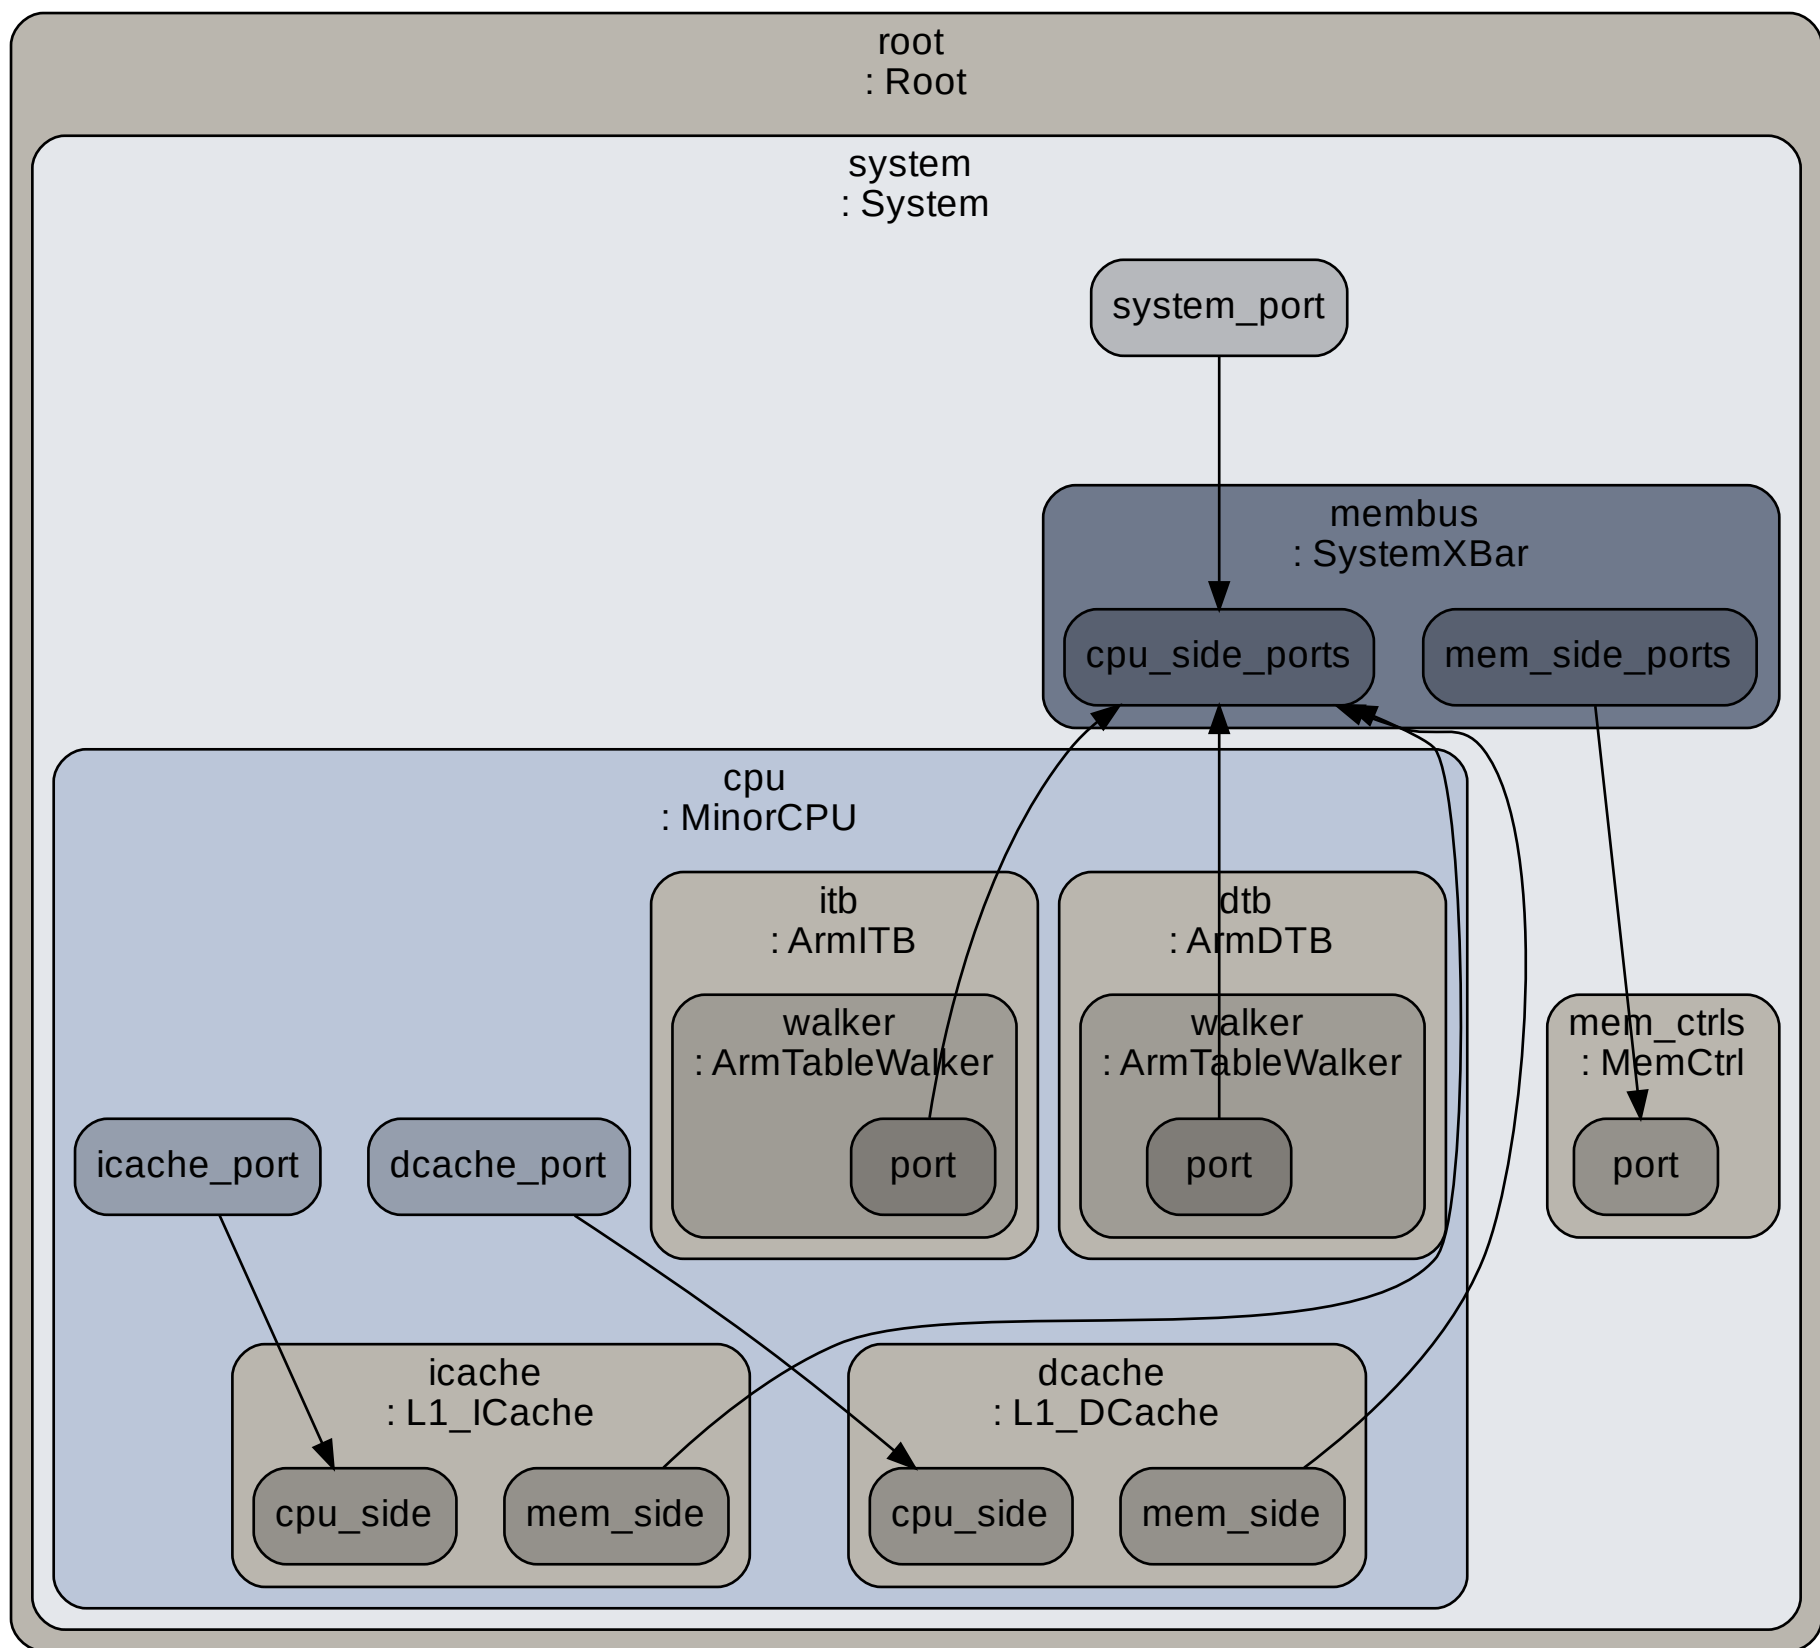 root
: Root
system
: System
system_port
membus
: SystemXBar
cpu_side_ports
mem_side_ports
cpu
: MinorCPU
itb
: ArmITB
walker
: ArmTableWalker
port
dtb
: ArmDTB
walker
: ArmTableWalker
port
mem_ctrls
: MemCtrl
port
icache_port
dcache_port
icache
: L1_ICache
cpu_side
mem_side
dcache
: L1_DCache
cpu_side
mem_side